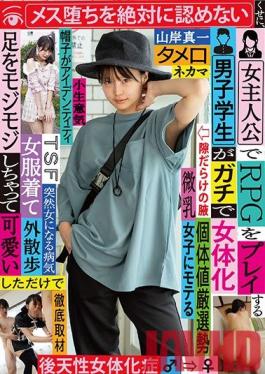 メス堕ちを絶対に認めない
くせに、
女主人公でRPGをプレイする
男子学生がガチで女体化
山岸真一
タメ口
ネカマ
帽子がアイデンティティ
小生意気
←隙だらけの腋
微乳
個体値厳選勢
女子にモテる
TSF
突然女になる病気
女服着て外散歩
しただけで
足をモジモジ
しちゃって可愛い
徹底取材
後天性女体化症♂→♀